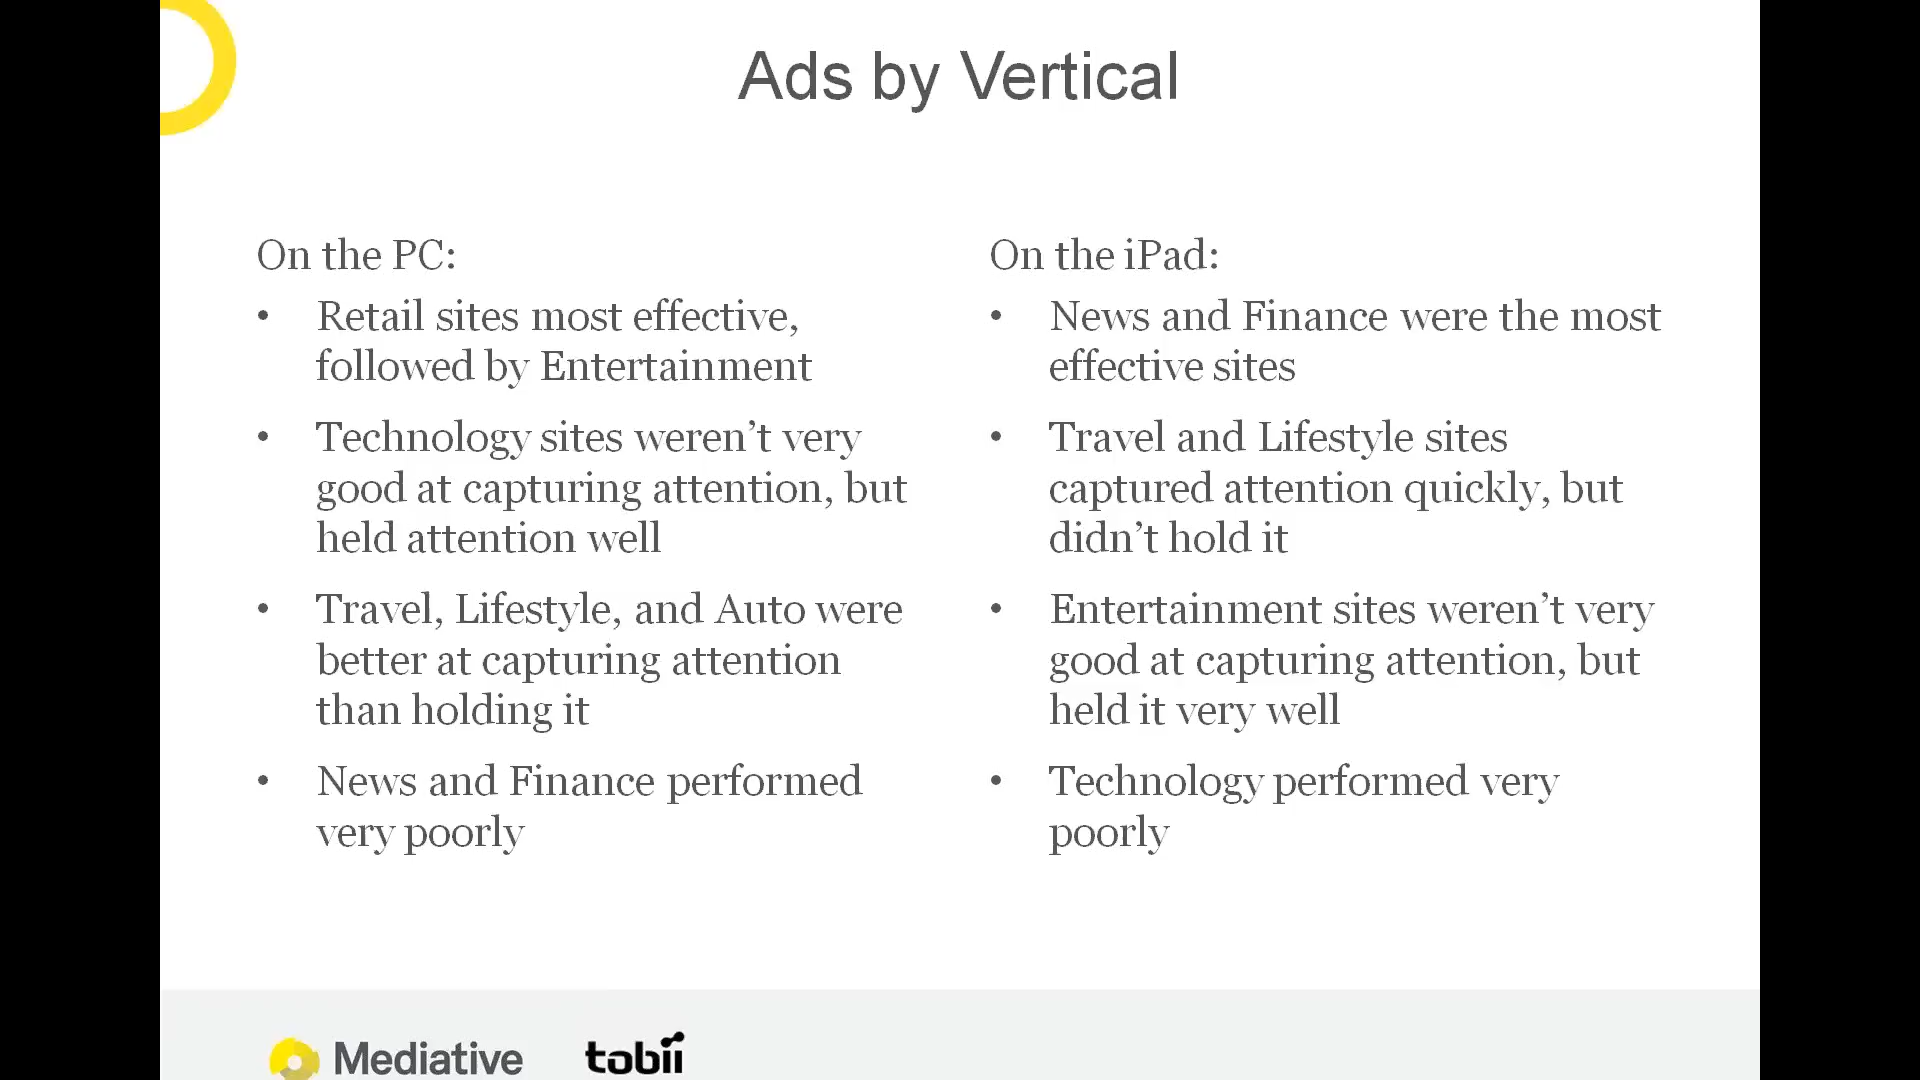 Ads by Vertical
On the PC:
• Retail sites most effective,
followed by Entertainment
• Technology sites weren’t very
good at capturing attention, but
held attention well
• Travel, Lifestyle, and Auto were
better at capturing attention
than holding it
• News and Finance performed
very poorly
On the iPad:
• News and Finance were the most
effective sites
• Travel and Lifestyle sites
captured attention quickly, but
didn’t hold it
• Entertainment sites weren’t very
good at capturing attention, but
held it very well
• Technology performed very
poorly
Mediative
tobii